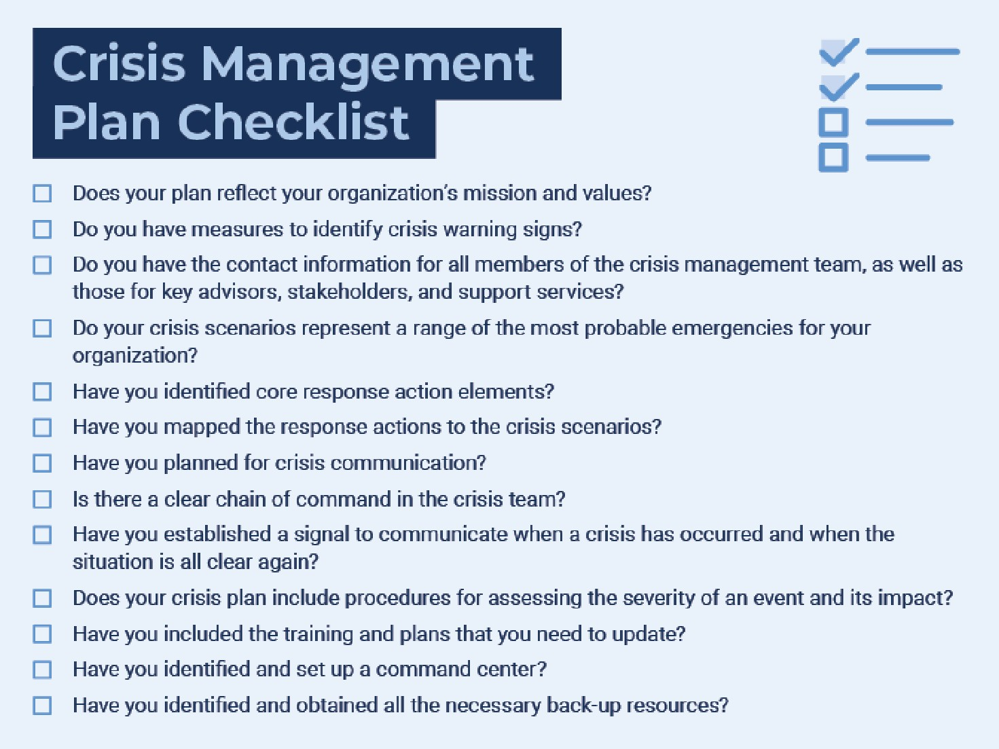 Crisis Management
Plan Checklist
Does your plan reflect your organization's mission and values?
Do you have measures to identify crisis warning signs?
Do you have the contact information for all members of the crisis management team, as well as
those for key advisors, stakeholders, and support services?
Do your crisis scenarios represent a range of the most probable emergencies for your
organization?
Have you identified core response action elements?
Have you mapped the response actions to the crisis scenarios?
Have you planned for crisis communication?
Is there a clear chain of command in the crisis team?
Have you established a signal to communicate when a crisis has occurred and when the
situation is all clear again?
Does your crisis plan include procedures for assessing the severity of an event and its impact?
Have you included the training and plans that you need to update?
Have you identified and set up a command center?
Have you identified and obtained all the necessary back-up resources?